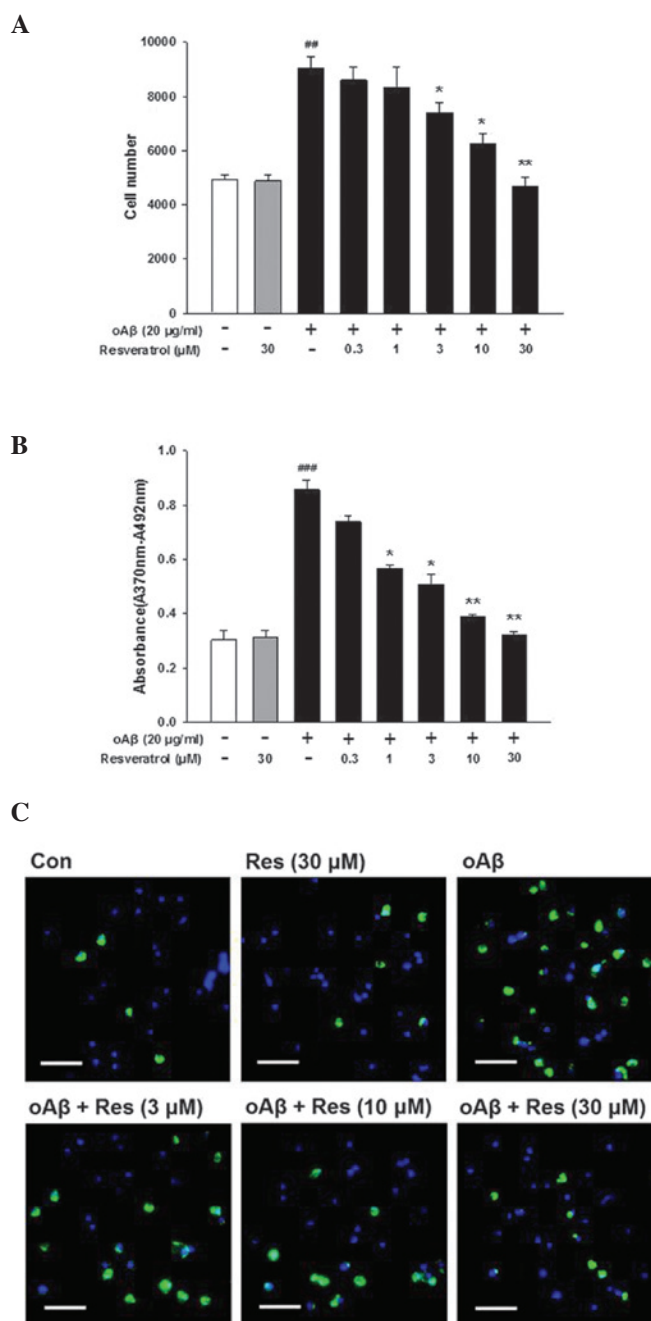 A
10000
##
8000
*
*
6000
**
4000
2000
0
Cell number
oAβ (20 µg/ml) - - + + + + + +
Resveratrol (µM) - 30 - 0.3 1 3 10 30
B
1.0
###
0.8
0.6
*
*
0.4
**
**
0.2
0.0
Absorbance(A370nm-A492nm)
oAβ (20 µg/ml) - - + + + + + +
Resveratrol (µM) - 30 - 0.3 1 3 10 30
C
Con Res (30 µM) oAβ
oAβ + Res (3 µM) oAβ + Res (10 µM) oAβ + Res (30 µM)